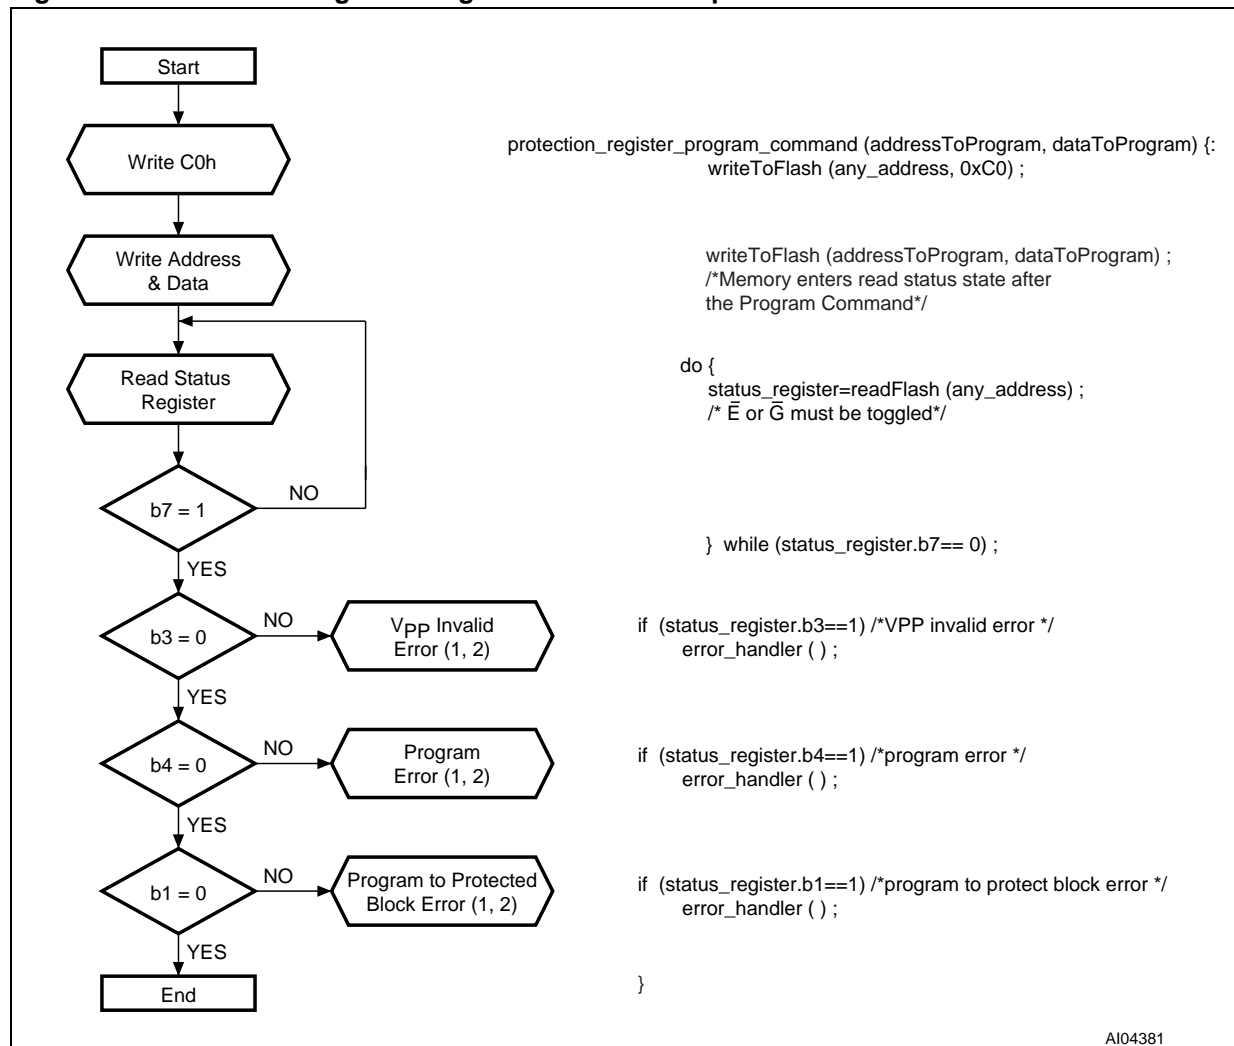 Start
Write C0h
protection_register_program_command (addressToProgram, dataToProgram) {:
writeToFlash (any_address, 0xC0) ;
Write Address
& Data
writeToFlash (addressToProgram, dataToProgram) ;
/*Memory enters read status state after
the Program Command*/
Read Status
Register
do {
status_register=readFlash (any_address) ;
/* E̅ or G̅ must be toggled*/
b7 = 1
NO
YES
} while (status_register.b7== 0) ;
b3 = 0
NO
YES
VPP Invalid
Error (1, 2)
if (status_register.b3==1) /*VPP invalid error */
error_handler ( ) ;
b4 = 0
NO
YES
Program
Error (1, 2)
if (status_register.b4==1) /*program error */
error_handler ( ) ;
b1 = 0
NO
YES
Program to Protected
Block Error (1, 2)
if (status_register.b1==1) /*program to protect block error */
error_handler ( ) ;
End
}
AI04381